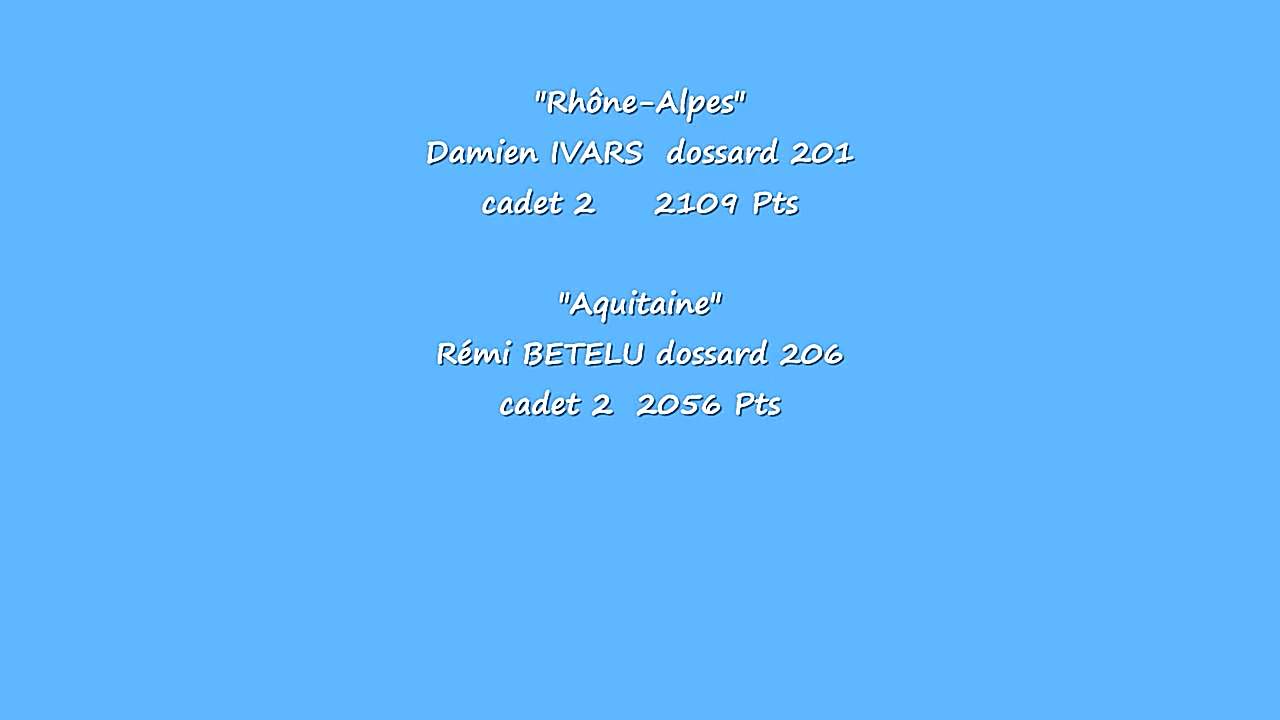 "Rhône-Alpes"
Damien IVARS dossard 201
cadet 2 2109 Pts
"Aquitaine"
Rémi BETELU dossard 206
cadet 2 2056 Pts